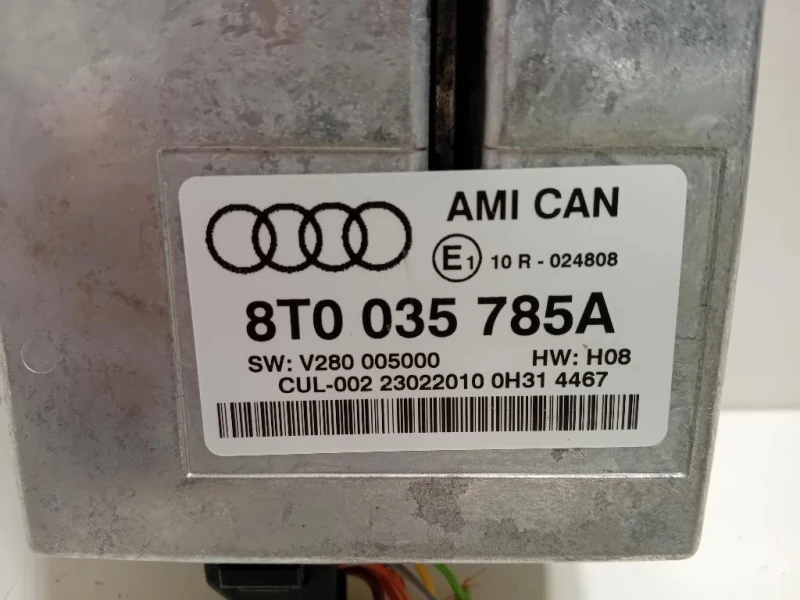 AMI CAN
E1 10 R - 024808
8T0 035 785A
SW: V280 005000 HW: H08
CUL-002 23022010 0H31 4467